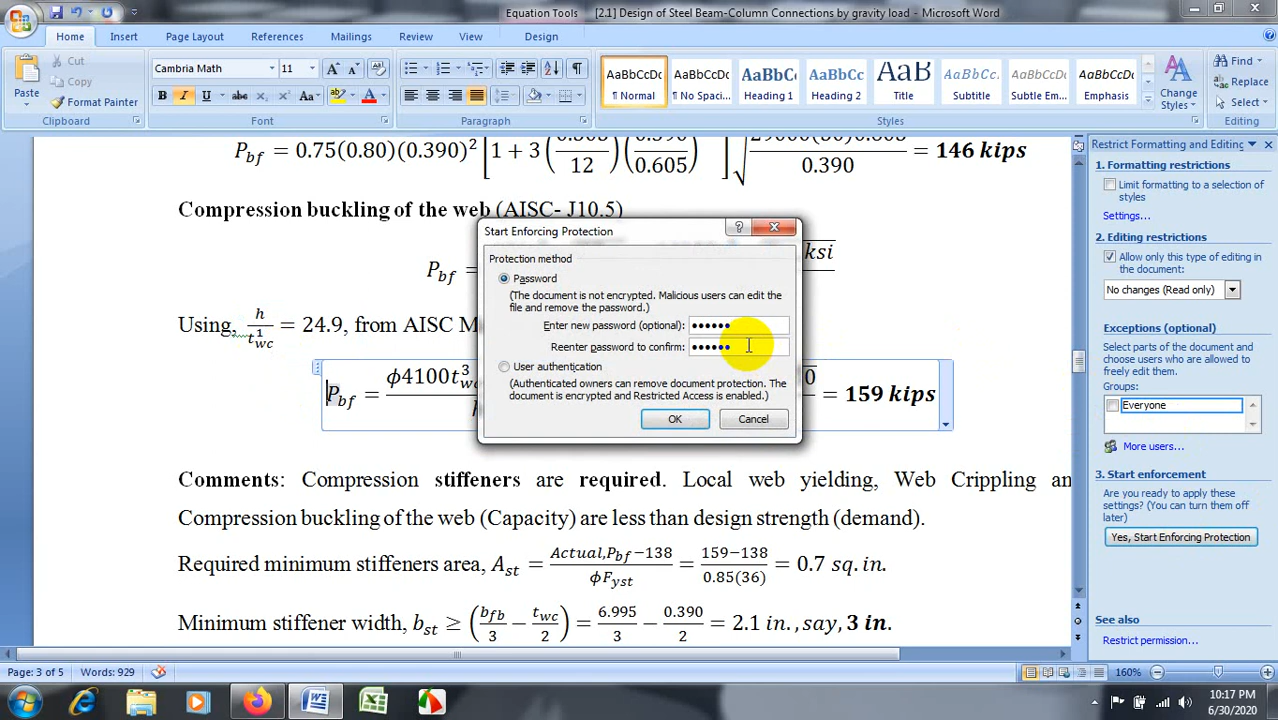 Equation Tools
[2.1] Design of Steel Beam-Column Connections by gravity load - Microsoft Word
Home Insert Page Layout References Mailings Review View Design
Paste
Cut
Copy
Format Painter
Clipboard
Cambria Math 11
Font
Paragraph
AaBbCcDc AaBbCcDc AaBbC AaBbCc AaB AaBbCc. AaBbCcDt AaBbCcDt
¶ Normal ¶ No Spaci... Heading 1 Heading 2 Title Subtitle Subtle Em... Emphasis
Change Styles
Styles
Find
Replace
Select
Editing
P_bf = 0.75(0.80)(0.390)² [1 + 3 ( /12)(0.390/0.605) ] √( /0.390) = 146 kips
Compression buckling of the web (AISC- J10.5)
P_bf = ksi
Using, h/t_wc = 24.9, from AISC M
P_bf = ϕ4100t³_wc / h = 159 kips
Comments: Compression stiffeners are required. Local web yielding, Web Crippling an
Compression buckling of the web (Capacity) are less than design strength (demand).
Required minimum stiffeners area, A_st = (Actual, P_bf−138)/(ϕF_yst) = (159−138)/(0.85(36)) = 0.7 sq. in.
Minimum stiffener width, b_st ≥ (b_fb/3 − t_wc/2) = 6.995/3 − 0.390/2 = 2.1 in. , say, 3 in.
Start Enforcing Protection
Protection method
Password
(The document is not encrypted. Malicious users can edit the
file and remove the password.)
Enter new password (optional): ••••••
Reenter password to confirm: ••••••
User authentication
(Authenticated owners can remove document protection. The
document is encrypted and Restricted Access is enabled.)
OK Cancel
Restrict Formatting and Editing
1. Formatting restrictions
Limit formatting to a selection of
styles
Settings...
2. Editing restrictions
Allow only this type of editing in
the document:
No changes (Read only)
Exceptions (optional)
Select parts of the document and
choose users who are allowed to
freely edit them.
Groups:
Everyone
More users...
3. Start enforcement
Are you ready to apply these
settings? (You can turn them off
later)
Yes, Start Enforcing Protection
See also
Restrict permission...
Page: 3 of 5 Words: 929
160%
10:17 PM
6/30/2020